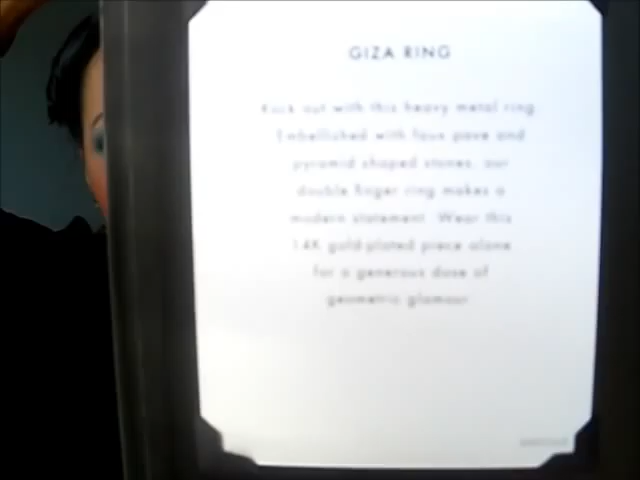 GIZA RING
Rock out with this heavy metal ring.
Embellished with faux pave and
pyramid shaped stones, our
double finger ring makes a
modern statement. Wear this
14K gold-plated piece alone
for a generous dose of
geometric glamour.